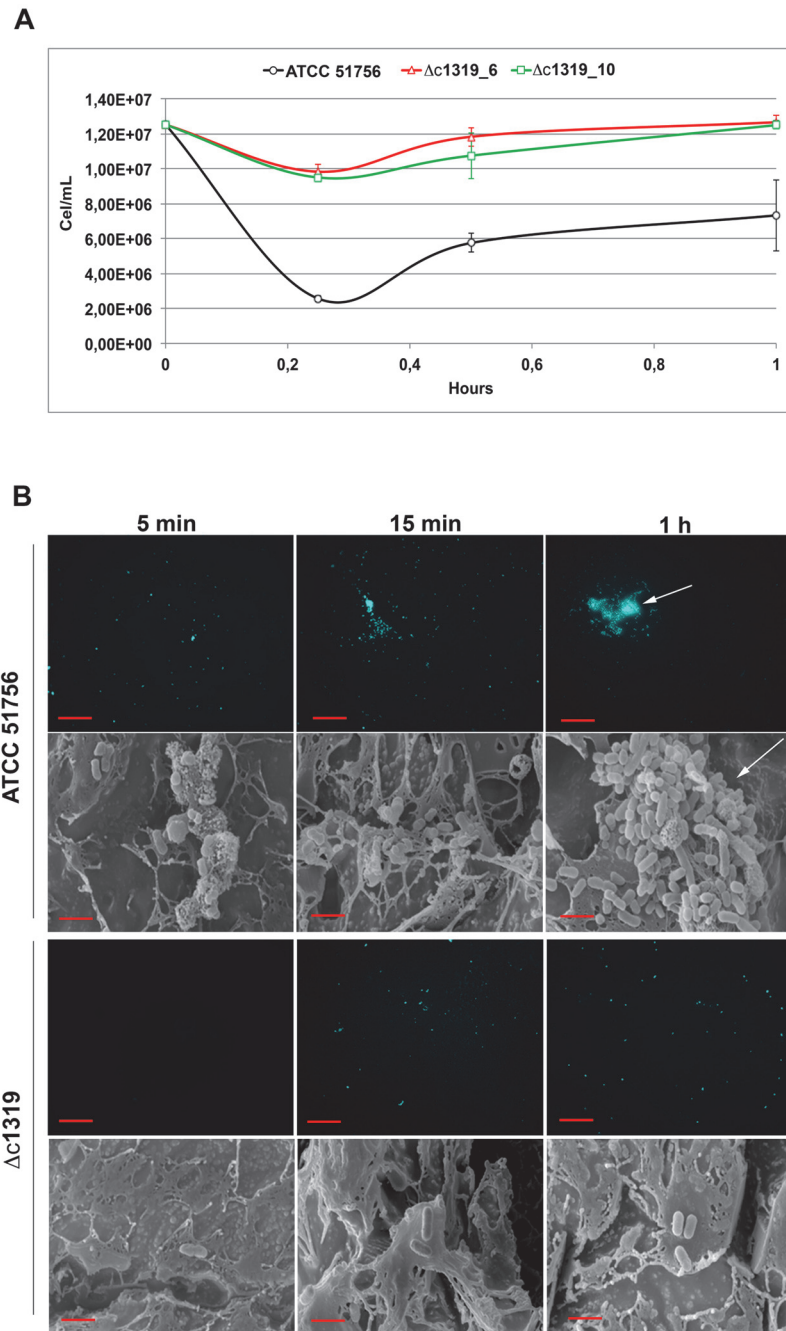 A
ATCC 51756 Δc1319_6 Δc1319_10
1,40E+07
1,20E+07
1,00E+07
8,00E+06
6,00E+06
4,00E+06
2,00E+06
0,00E+00
Cel/mL
0 0,2 0,4 0,6 0,8 1
Hours
B
5 min 15 min 1 h
ATCC 51756
Δc1319